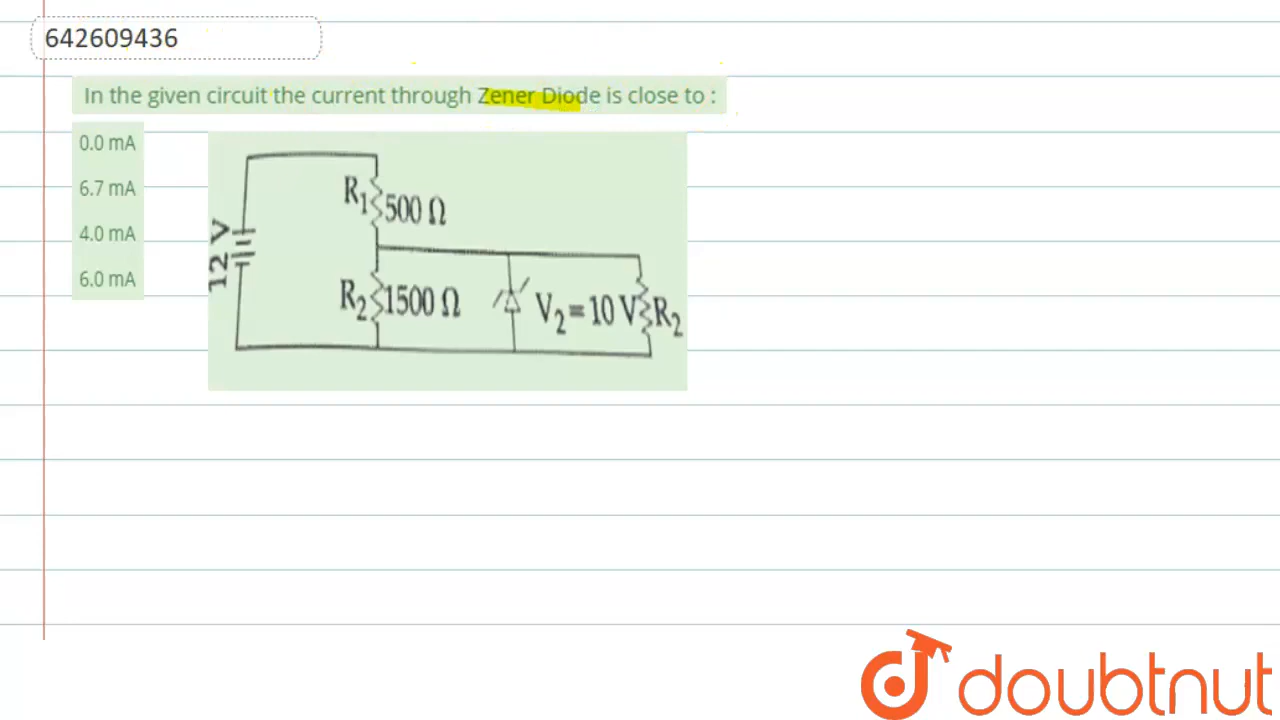 642609436
In the given circuit the current through Zener Diode is close to :
0.0 mA
6.7 mA
4.0 mA
6.0 mA
12 V
R₁ 500 Ω
R₂ 1500 Ω
V₂ = 10 V R₂
doubtnut